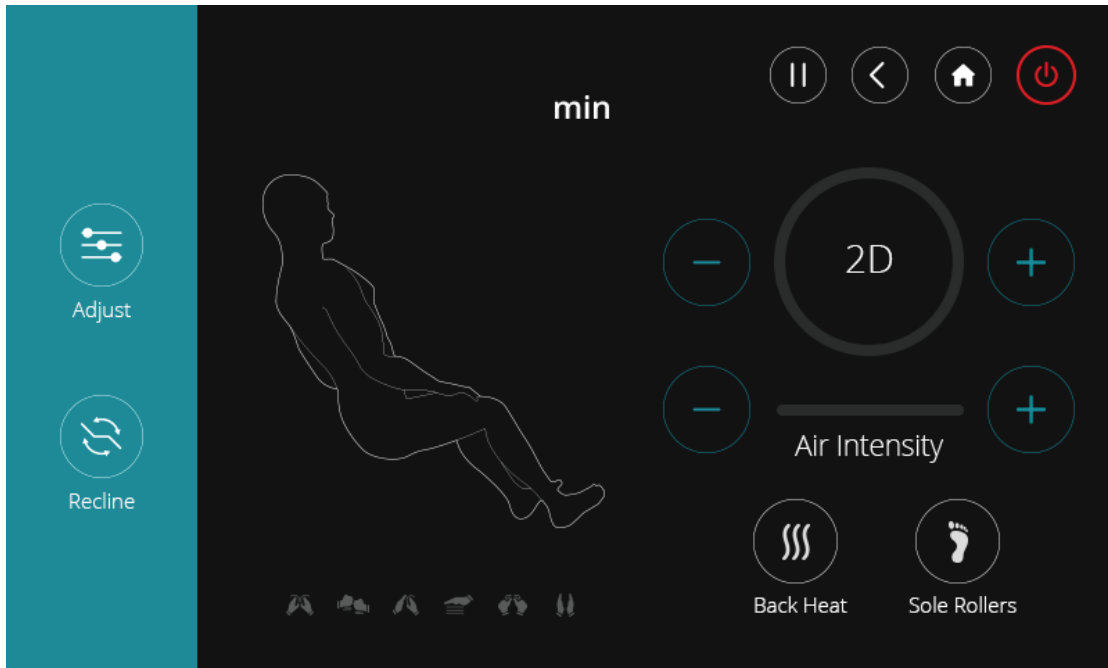 min
Adjust
Recline
2D
Air Intensity
Back Heat
Sole Rollers